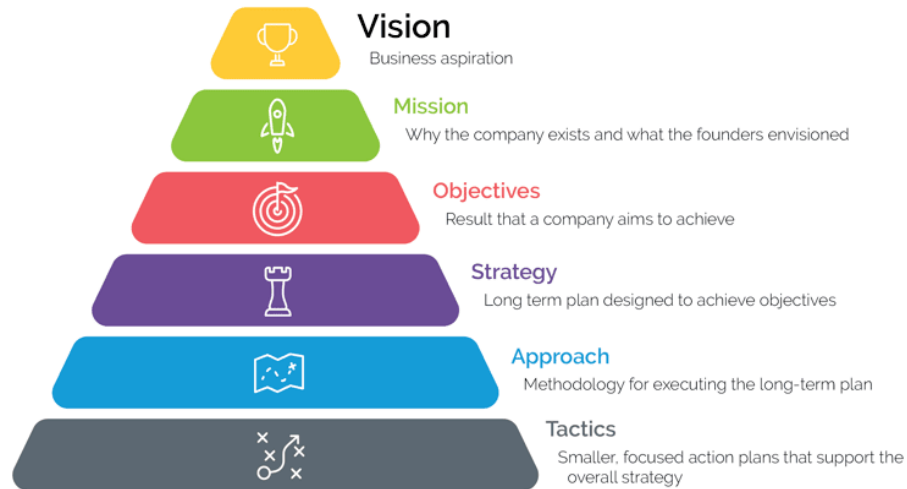 Vision
Business aspiration
Mission
Why the company exists and what the founders envisioned
Objectives
Result that a company aims to achieve
Strategy
Long term plan designed to achieve objectives
Approach
Methodology for executing the long-term plan
Tactics
Smaller, focused action plans that support the
overall strategy